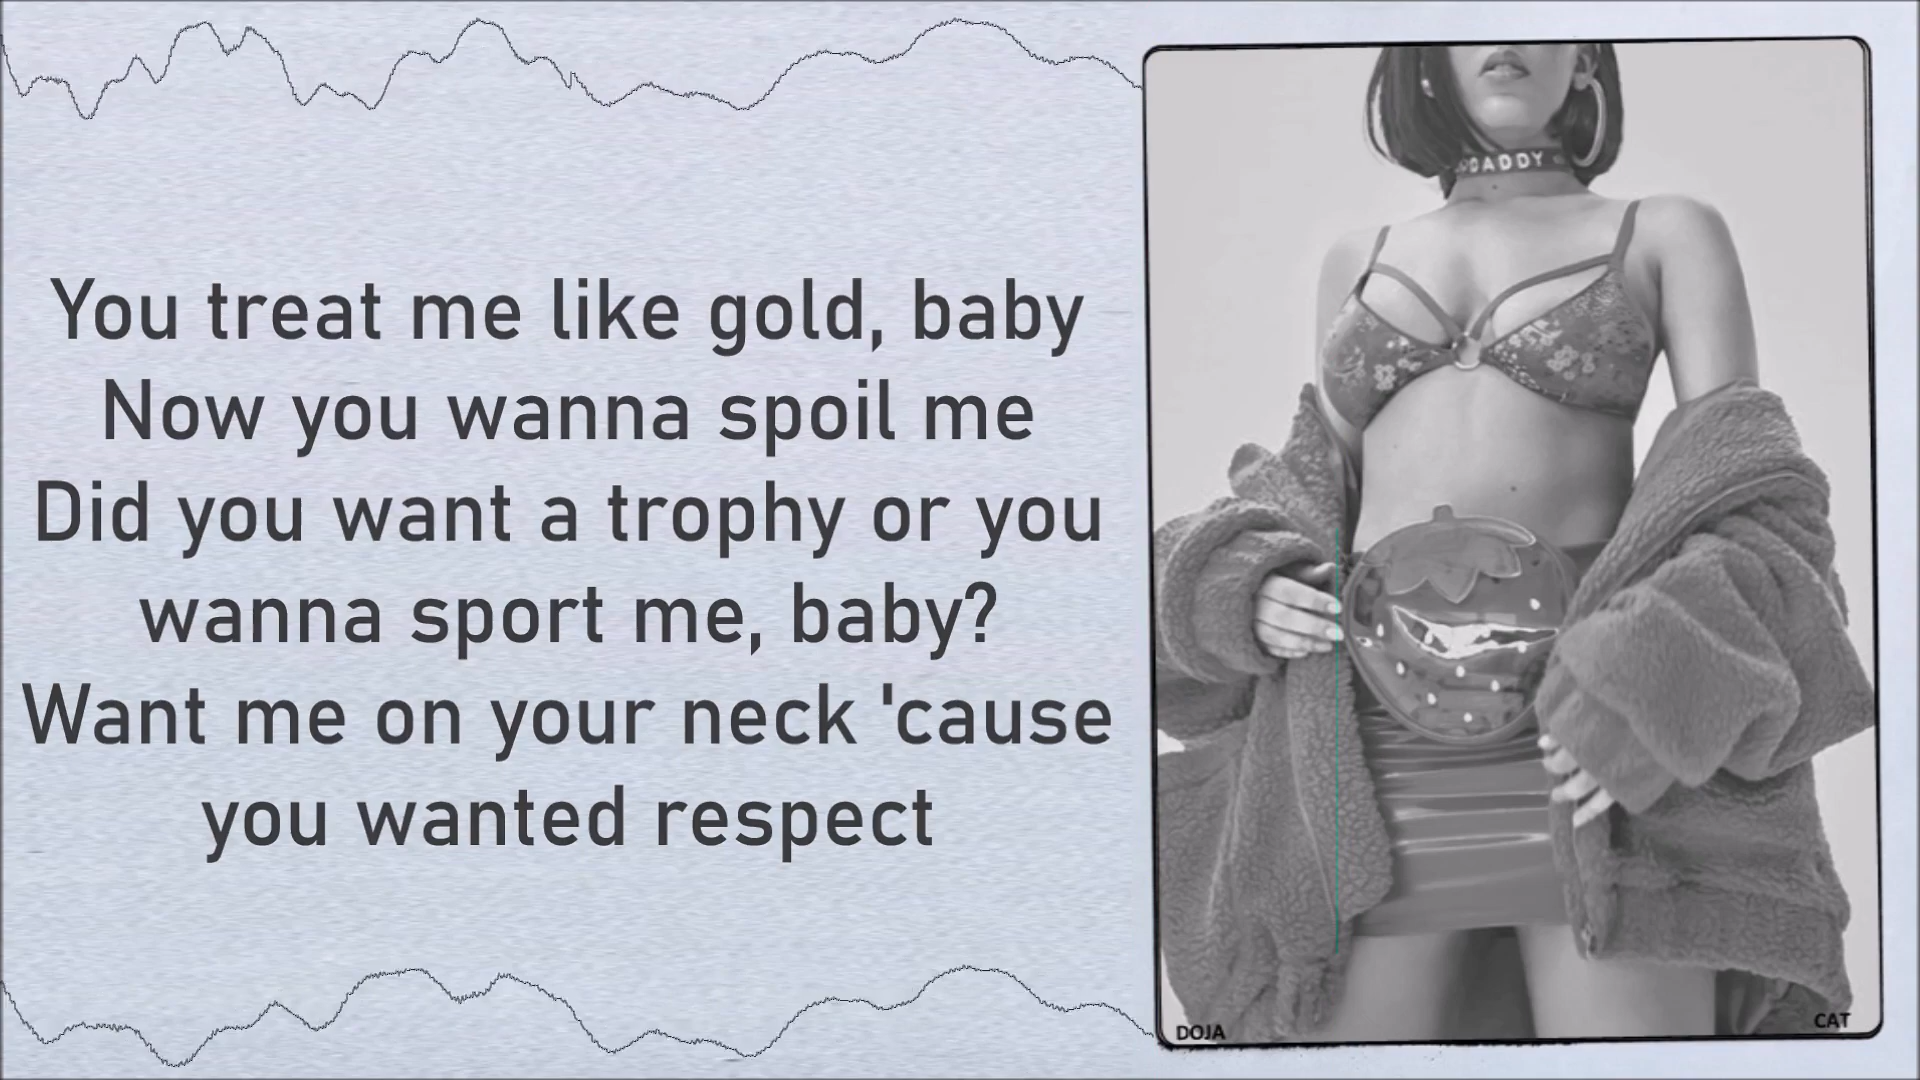 You treat me like gold, baby
Now you wanna spoil me
Did you want a trophy or you
wanna sport me, baby?
Want me on your neck 'cause
you wanted respect
DADDY
DOJA
CAT